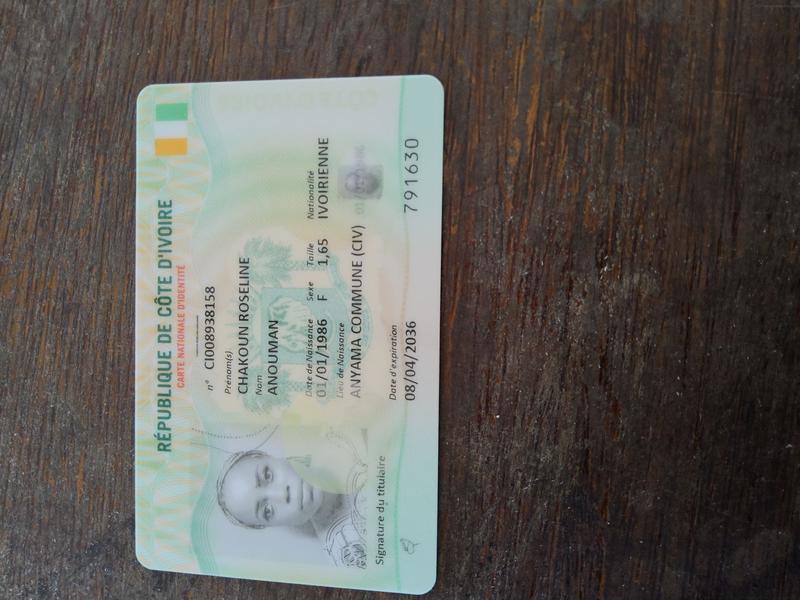 RÉPUBLIQUE DE CÔTE D'IVOIRE
CARTE NATIONALE D'IDENTITÉ
n° CI008938158
Prénom(s)
CHAKOUN ROSELINE
Nom
ANOUMAN
Date de Naissance Sexe Taille Nationalité
01/01/1986 F 1,65 IVOIRIENNE
Lieu de Naissance
ANYAMA COMMUNE (CIV)
Date d'expiration
08/04/2036
791630
Signature du titulaire